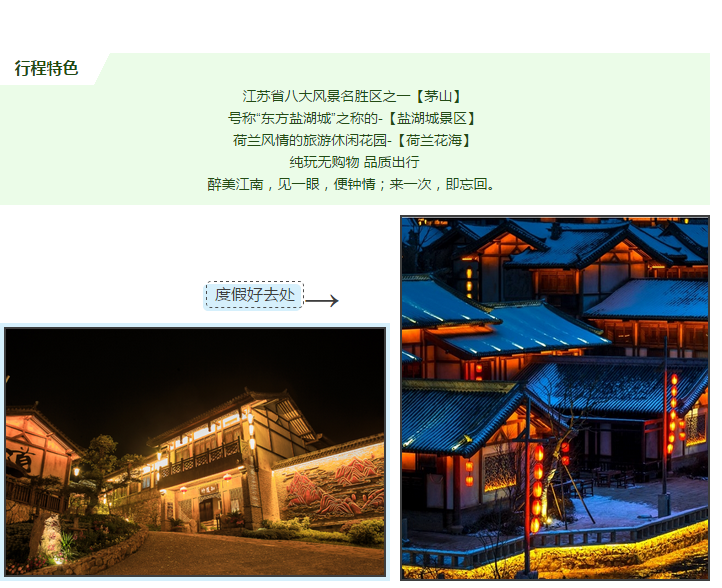 行程特色
江苏省八大风景名胜区之一【茅山】
号称“东方盐湖城”之称的-【盐湖城景区】
荷兰风情的旅游休闲花园-【荷兰花海】
纯玩无购物 品质出行
醉美江南，见一眼，便钟情；来一次，即忘回。
度假好去处
道